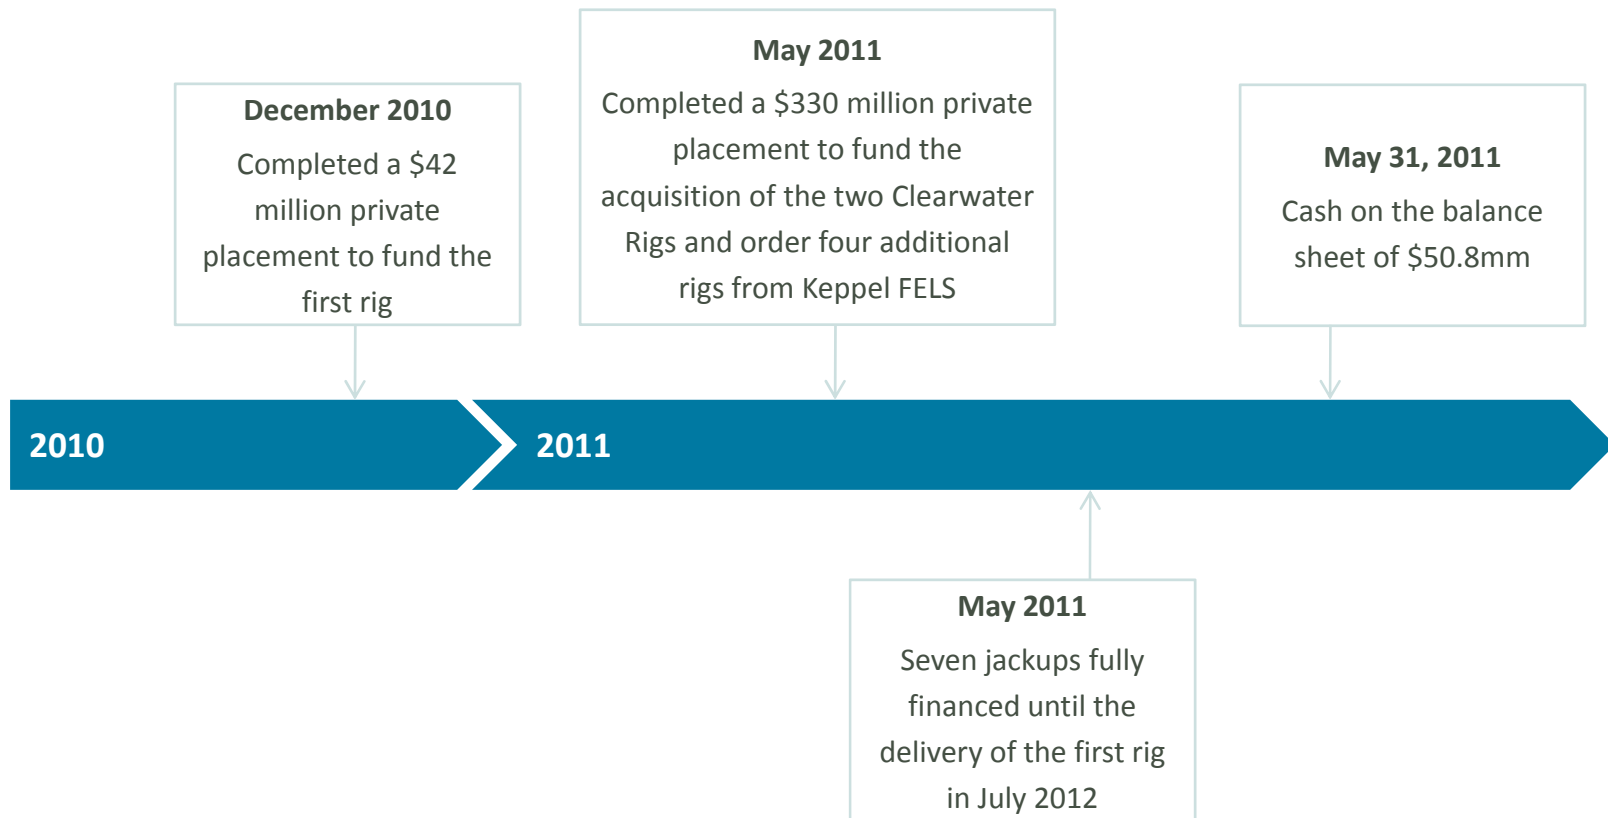 December 2010
Completed a $42
million private
placement to fund the
first rig
May 2011
Completed a $330 million private
placement to fund the
acquisition of the two Clearwater
Rigs and order four additional
rigs from Keppel FELS
May 31, 2011
Cash on the balance
sheet of $50.8mm
2010
2011
May 2011
Seven jackups fully
financed until the
delivery of the first rig
in July 2012